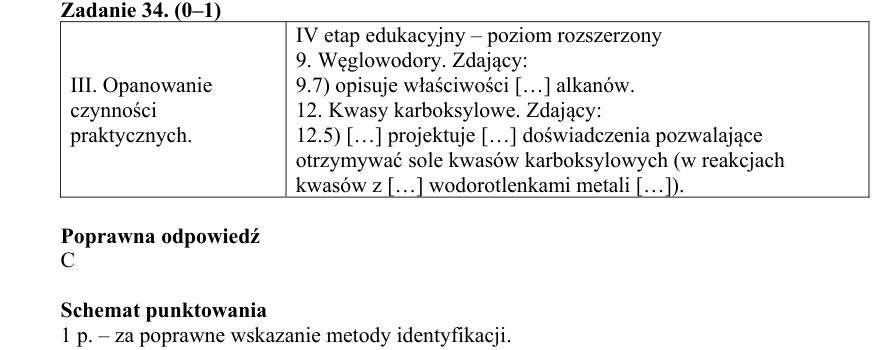 Zadanie 34. (0–1)
III. Opanowanie
czynności
praktycznych.
IV etap edukacyjny – poziom rozszerzony
9. Węglowodory. Zdający:
9.7) opisuje właściwości […] alkanów.
12. Kwasy karboksylowe. Zdający:
12.5) […] projektuje […] doświadczenia pozwalające
otrzymywać sole kwasów karboksylowych (w reakcjach
kwasów z […] wodorotlenkami metali […]).
Poprawna odpowiedź
C
Schemat punktowania
1 p. – za poprawne wskazanie metody identyfikacji.